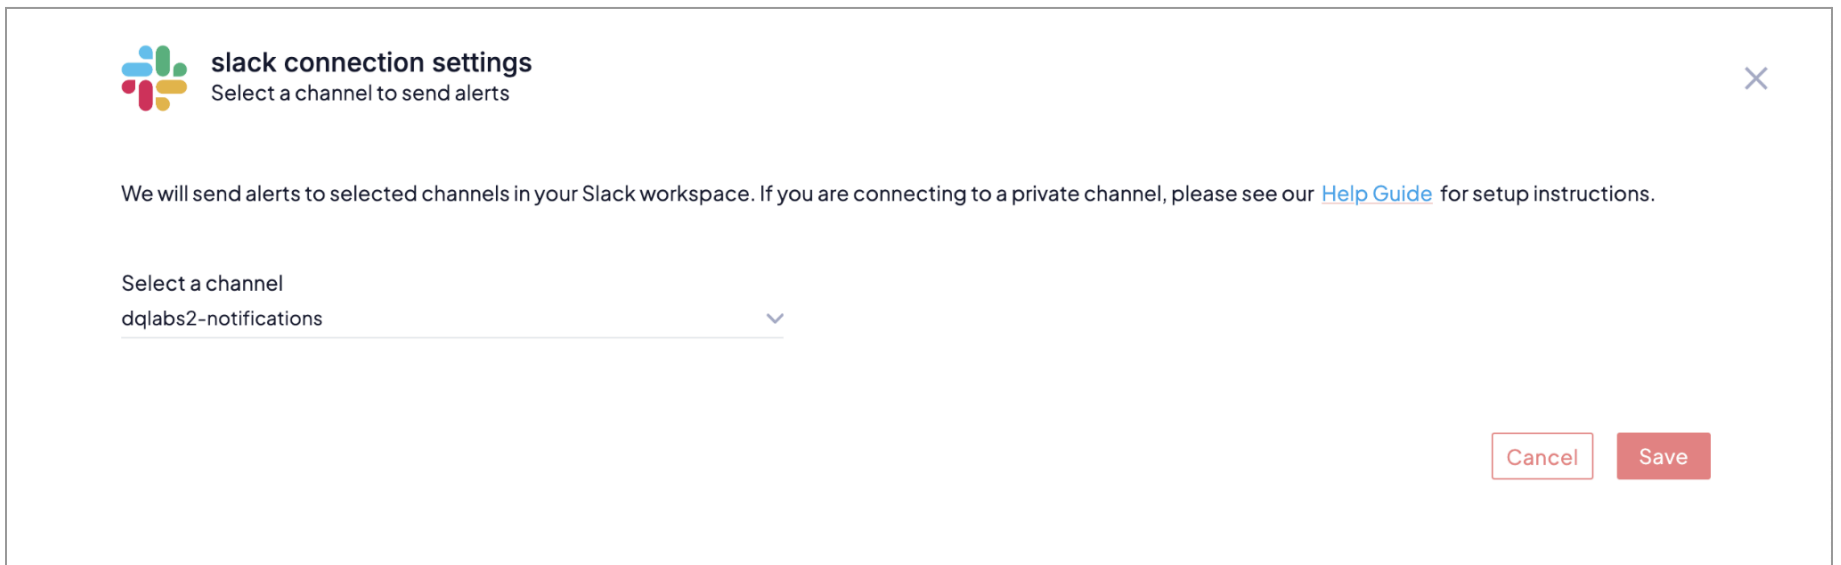 slack connection settings
Select a channel to send alerts
We will send alerts to selected channels in your Slack workspace. If you are connecting to a private channel, please see our Help Guide for setup instructions.
Select a channel
dqlabs2-notifications
Cancel Save